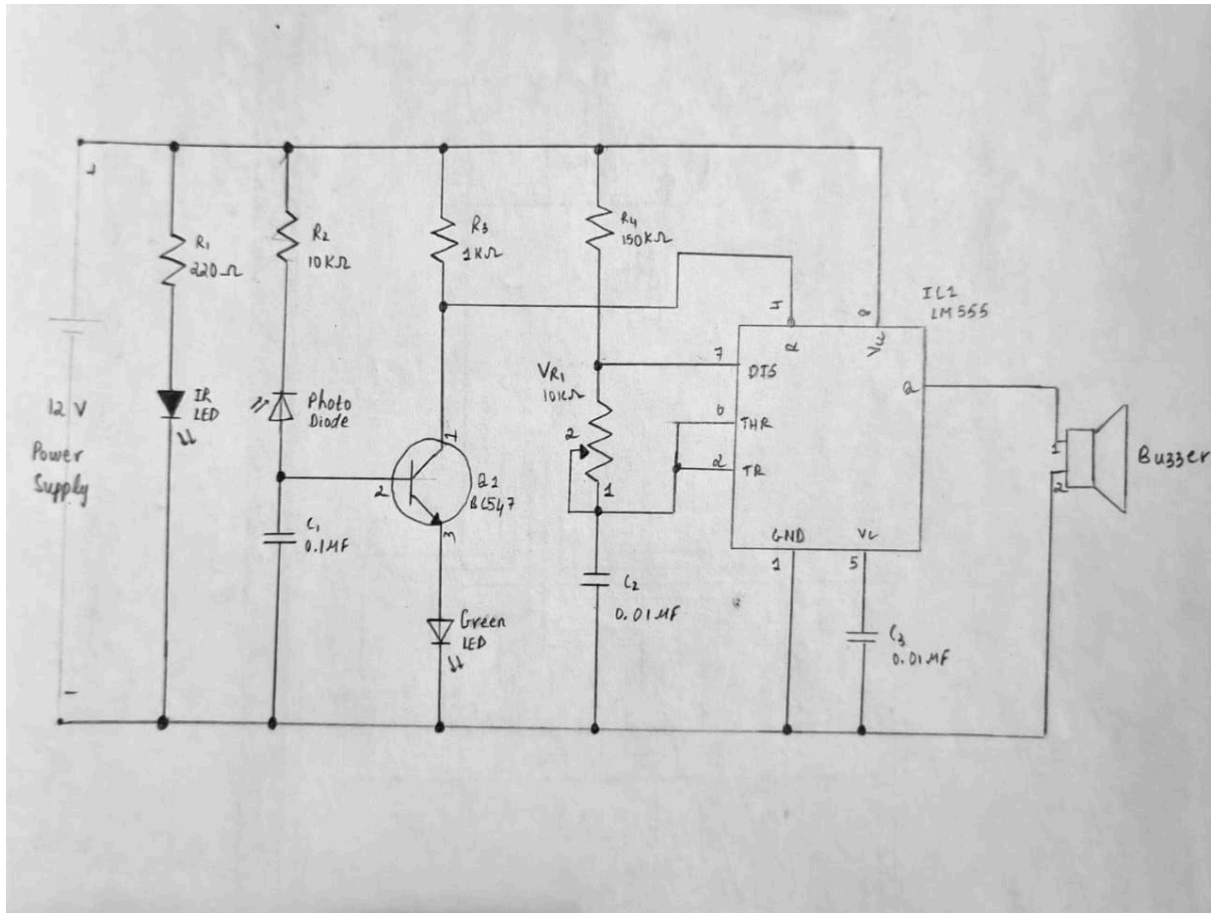 +
12 V
Power
Supply
-
R1
220Ω
IR
LED
R2
10KΩ
Photo
Diode
C1
0.1MF
R3
1KΩ
1
2
3
Q1
BC547
Green
LED
R4
150KΩ
VR1
10KΩ
2
1
C2
0.01MF
IC1
LM555
4
8
R
VCC
7
DIS
6
THR
2
TR
Q
GND
VC
1
5
C3
0.01MF
1
2
Buzzer